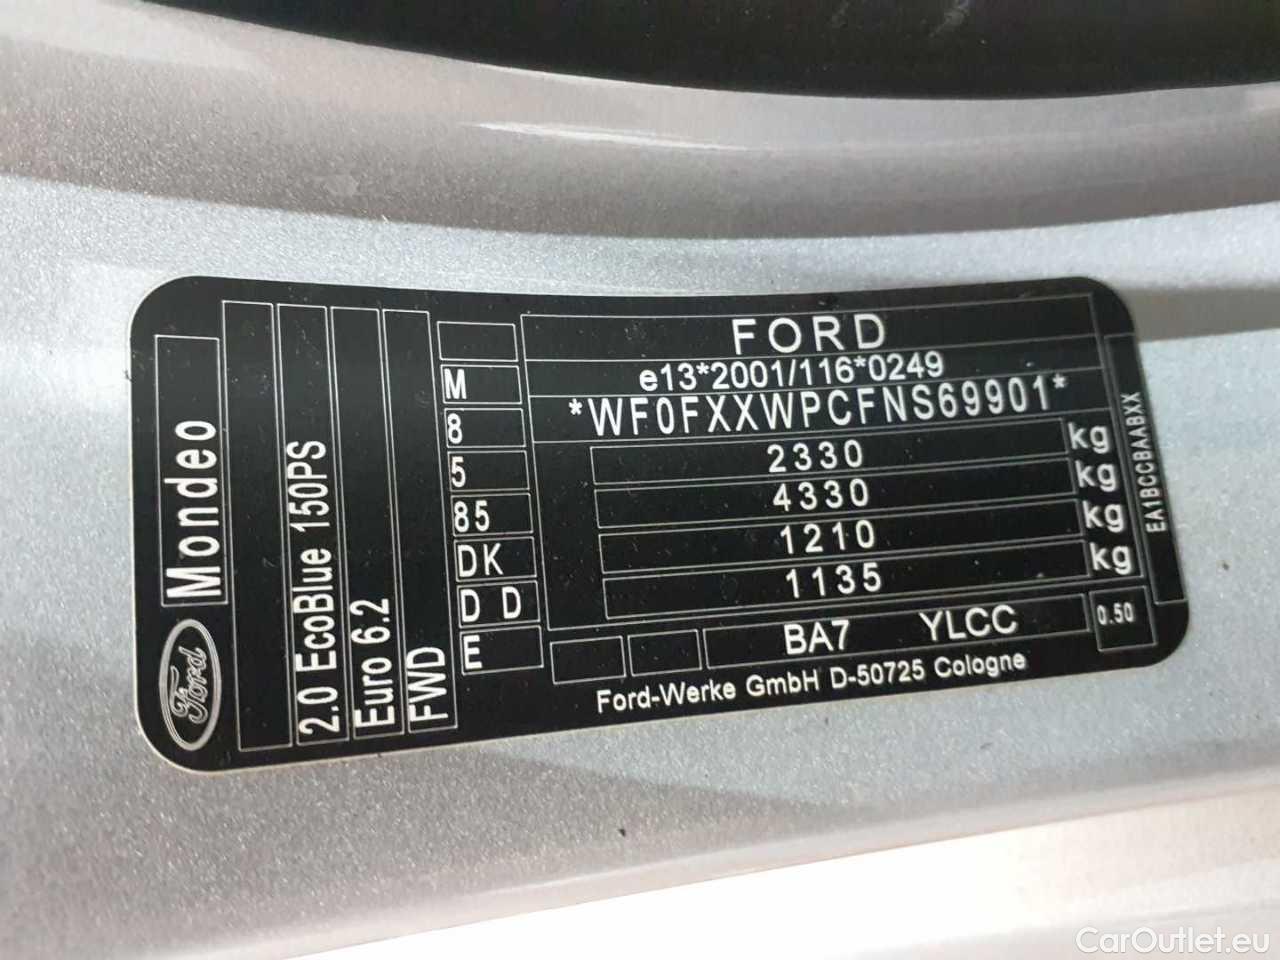 FORD
e13*2001/116*0249
*WF0FXXWPCFNS69901*
2330 kg
4330 kg
1210 kg
1135 kg
BA7 YLCC
0.50
Ford-Werke GmbH D-50725 Cologne
M
8
5
85
DK
D D
E
Mondeo
Ford
2.0 EcoBlue 150PS
Euro 6.2
FWD
EA1BCCBAABXX
CarOutlet.eu